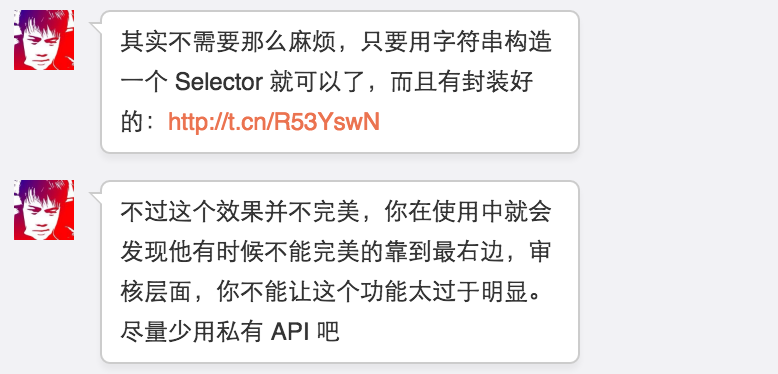 其实不需要那么麻烦，只要用字符串构造
一个 Selector 就可以了，而且有封装好
的：http://t.cn/R53YswN
不过这个效果并不完美，你在使用中就会
发现他有时候不能完美的靠到最右边，审
核层面，你不能让这个功能太过于明显。
尽量少用私有 API 吧